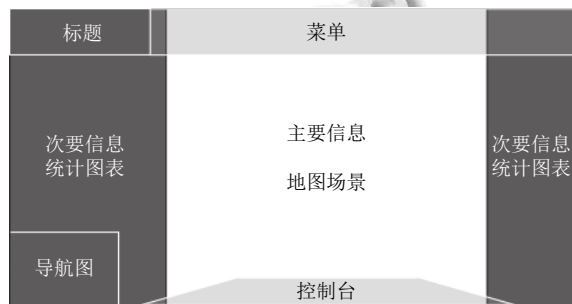 标题
菜单
次要信息
统计图表
主要信息
地图场景
次要信息
统计图表
导航图
控制台